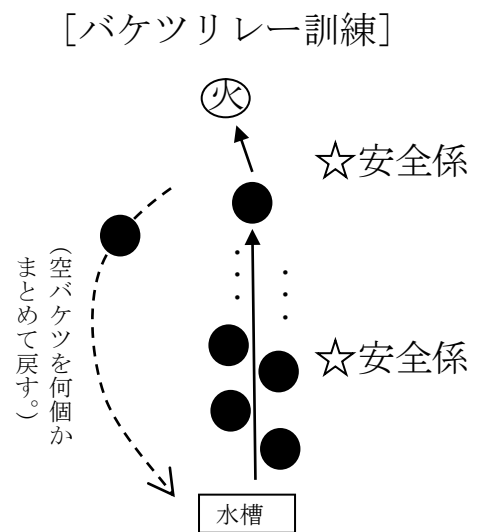 ［バケツリレー訓練］
火
☆安全係
（空バケツを何個か
まとめて戻す。）
☆安全係
水槽